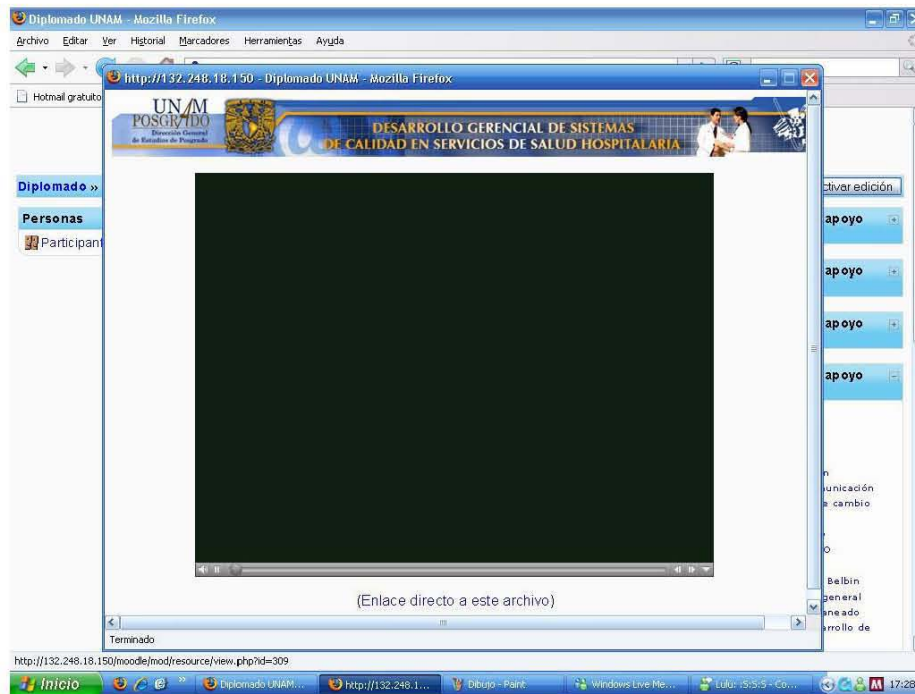 Diplomado UNAM - Mozilla Firefox
Archivo Editar Ver Historial Marcadores Herramientas Ayuda
http://132.248.18.150 - Diplomado UNAM - Mozilla Firefox
Hotmail gratuito
UNAM
POSGRADO
Dirección General
de Estudios de Posgrado
DESARROLLO GERENCIAL DE SISTEMAS
DE CALIDAD EN SERVICIOS DE SALUD HOSPITALARIA
Diplomado »
ctivar edición
Personas
Participant
apoyo
apoyo
apoyo
apoyo
n
unicación
e cambio
o
Belbin
general
aneado
rrollo de
(Enlace directo a este archivo)
Terminado
http://132.248.18.150/moodle/mod/resource/view.php?id=309
Inicio
Diplomado UNAM...
http://132.248.1...
Dibujo - Paint
Windows Live Me...
Lulú: :S:S:S - Co...
17:28